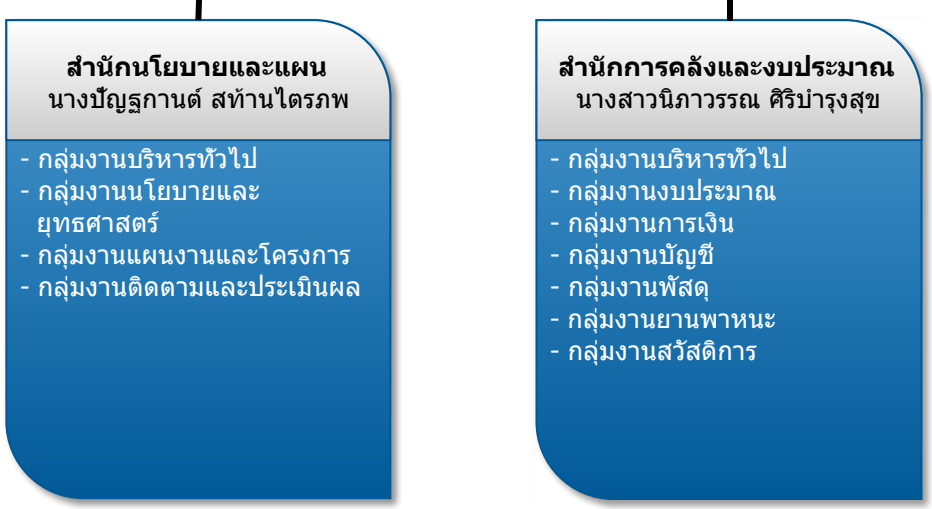 สำนักนโยบายและแผน
นางปัญฐกานต์ สท้านไตรภพ
- กลุ่มงานบริหารทั่วไป
- กลุ่มงานนโยบายและ
ยุทธศาสตร์
- กลุ่มงานแผนงานและโครงการ
- กลุ่มงานติดตามและประเมินผล
สำนักการคลังและงบประมาณ
นางสาวนิภาวรรณ ศิริบำรุงสุข
- กลุ่มงานบริหารทั่วไป
- กลุ่มงานงบประมาณ
- กลุ่มงานการเงิน
- กลุ่มงานบัญชี
- กลุ่มงานพัสดุ
- กลุ่มงานยานพาหนะ
- กลุ่มงานสวัสดิการ